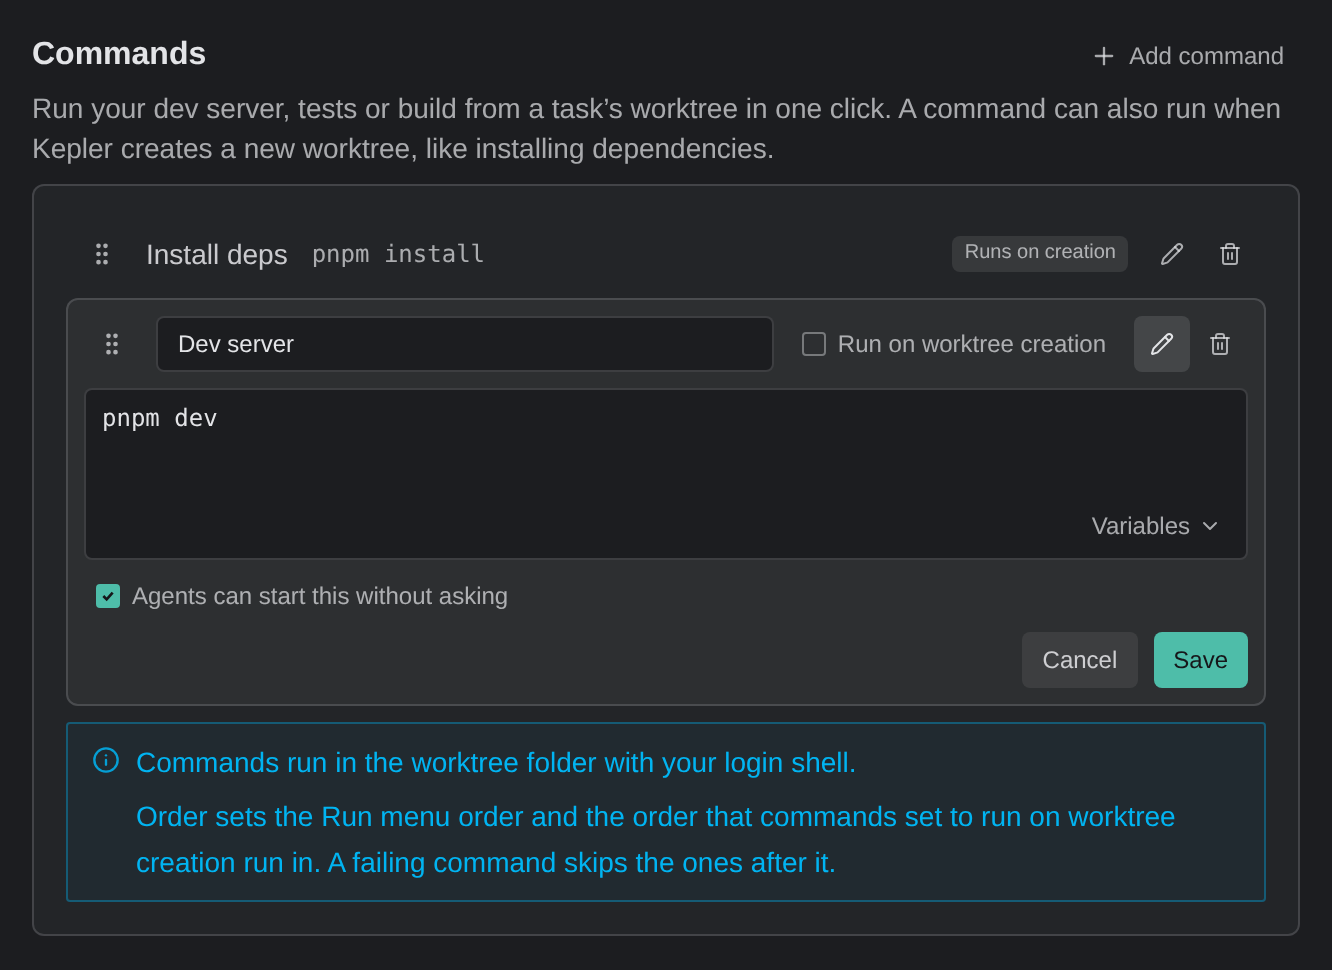 Commands
Add command
Run your dev server, tests or build from a task’s worktree in one click. A command can also run when
Kepler creates a new worktree, like installing dependencies.
Install deps pnpm install Runs on creation
Dev server Run on worktree creation
pnpm dev
Variables
Agents can start this without asking
Cancel Save
Commands run in the worktree folder with your login shell.
Order sets the Run menu order and the order that commands set to run on worktree
creation run in. A failing command skips the ones after it.